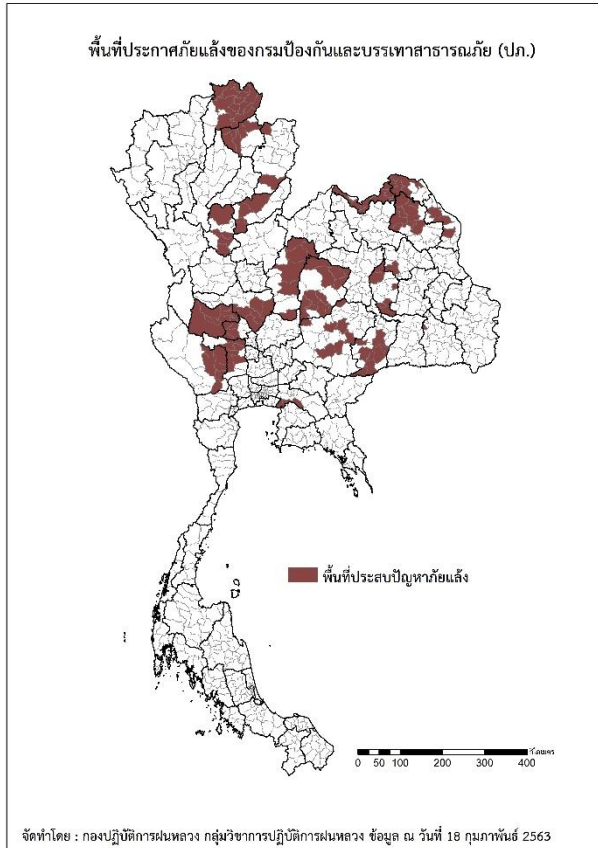 พื้นที่ประกาศภัยแล้งของกรมป้องกันและบรรเทาสาธารณภัย (ปภ.)
พื้นที่ประสบปัญหาภัยแล้ง
กิโลเมตร
0 50 100 200 300 400
จัดทำโดย : กองปฏิบัติการฝนหลวง กลุ่มวิชาการปฏิบัติการฝนหลวง ข้อมูล ณ วันที่ 18 กุมภาพันธ์ 2563